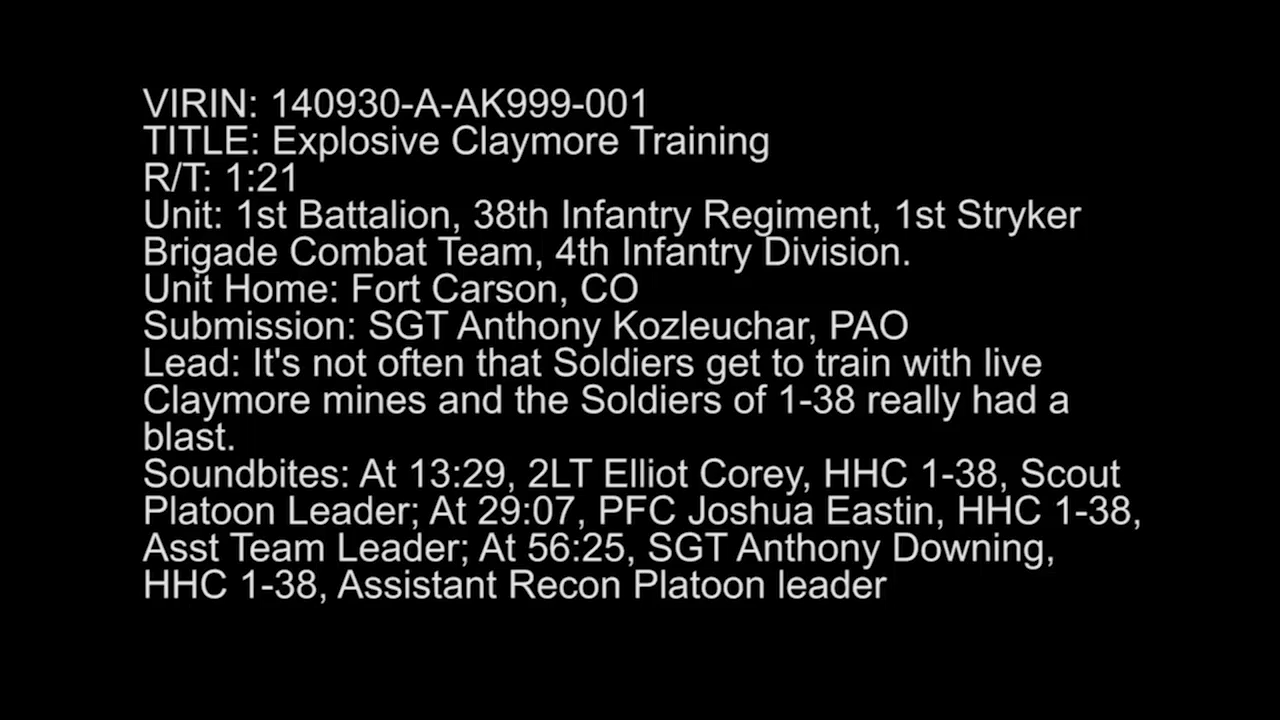 VIRIN: 140930-A-AK999-001
TITLE: Explosive Claymore Training
R/T: 1:21
Unit: 1st Battalion, 38th Infantry Regiment, 1st Stryker
Brigade Combat Team, 4th Infantry Division.
Unit Home: Fort Carson, CO
Submission: SGT Anthony Kozleuchar, PAO
Lead: It's not often that Soldiers get to train with live
Claymore mines and the Soldiers of 1-38 really had a
blast.
Soundbites: At 13:29, 2LT Elliot Corey, HHC 1-38, Scout
Platoon Leader; At 29:07, PFC Joshua Eastin, HHC 1-38,
Asst Team Leader; At 56:25, SGT Anthony Downing,
HHC 1-38, Assistant Recon Platoon leader